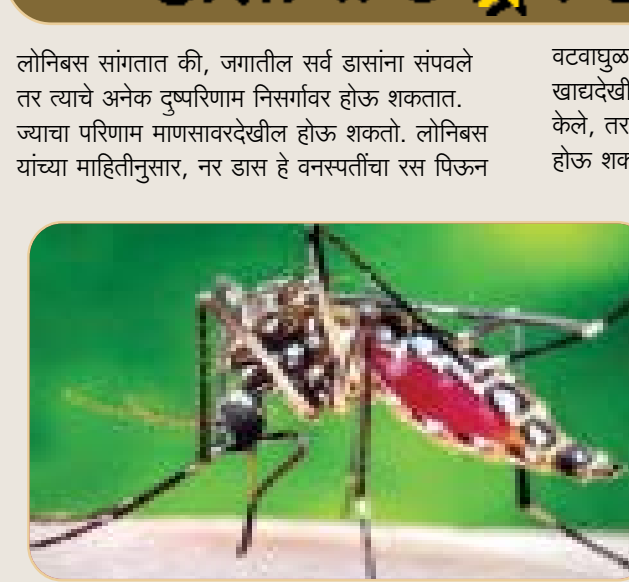 लोनिबस सांगतात की, जगातील सर्व डासांना संपवले
तर त्याचे अनेक दुष्परिणाम निसर्गावर होऊ शकतात.
ज्याचा परिणाम माणसावरदेखील होऊ शकतो. लोनिबस
यांच्या माहितीनुसार, नर डास हे वनस्पतींचा रस पिऊन
वटवाघुळ
खाद्यदेखी
केले, तर
होऊ शक